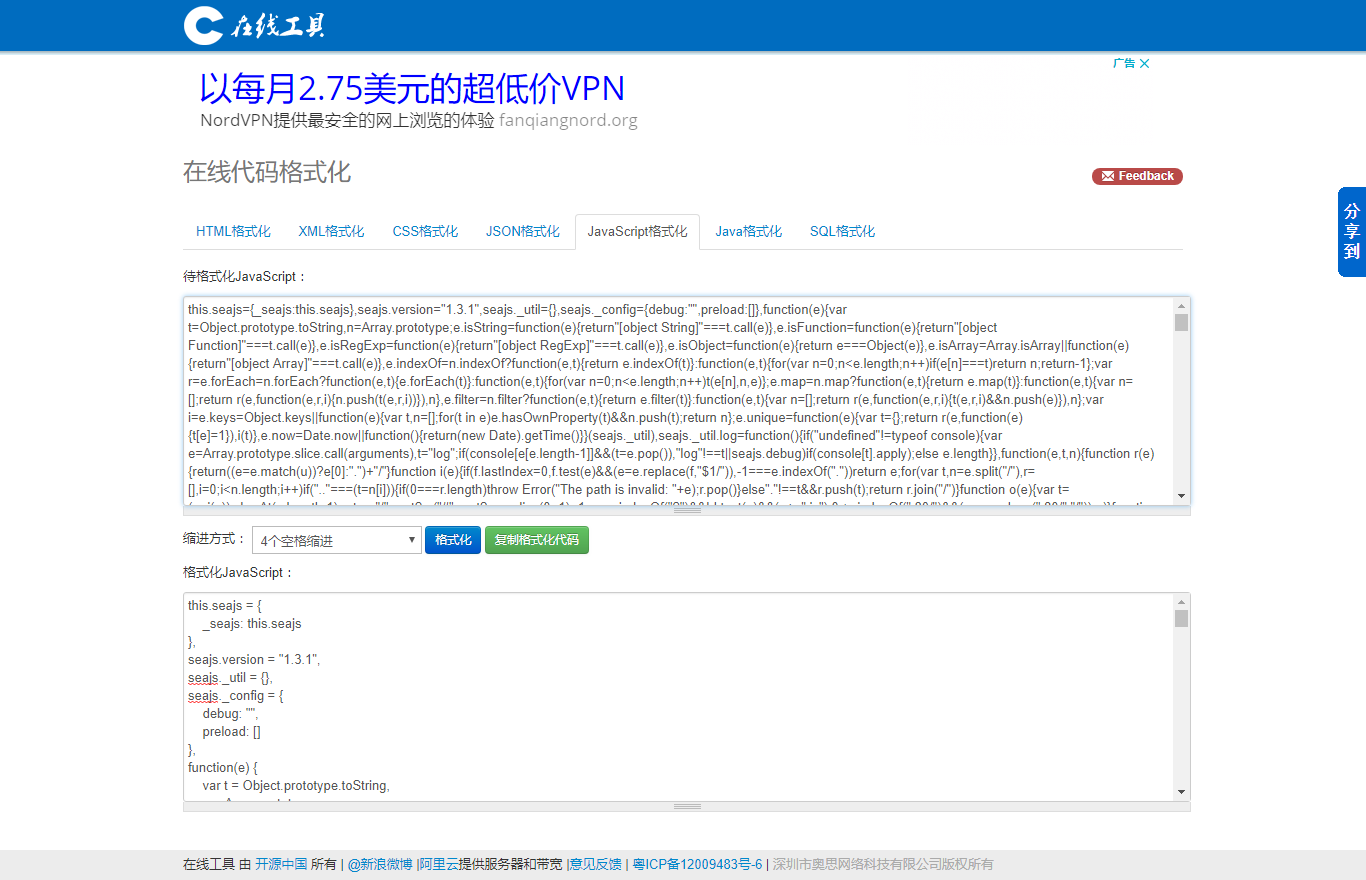 在线工具
广告
以每月2.75美元的超低价VPN
NordVPN提供最安全的网上浏览的体验 fanqiangnord.org
在线代码格式化
Feedback
分享到
HTML格式化 XML格式化 CSS格式化 JSON格式化 JavaScript格式化 Java格式化 SQL格式化
待格式化JavaScript：
this.seajs={_seajs:this.seajs},seajs.version="1.3.1",seajs._util={},seajs._config={debug:"",preload:[]},function(e){var
t=Object.prototype.toString,n=Array.prototype;e.isString=function(e){return"[object String]"===t.call(e)},e.isFunction=function(e){return"[object
Function]"===t.call(e)},e.isRegExp=function(e){return"[object RegExp]"===t.call(e)},e.isObject=function(e){return e===Object(e)},e.isArray=Array.isArray||function(e)
{return"[object Array]"===t.call(e)},e.indexOf=n.indexOf?function(e,t){return e.indexOf(t)}:function(e,t){for(var n=0;n<e.length;n++)if(e[n]===t)return n;return-1};var
r=e.forEach=n.forEach?function(e,t){e.forEach(t)}:function(e,t){for(var n=0;n<e.length;n++)t(e[n],n,e)};e.map=n.map?function(e,t){return e.map(t)}:function(e,t){var n=
[];return r(e,function(e,r,i){n.push(t(e,r,i))}),n},e.filter=n.filter?function(e,t){return e.filter(t)}:function(e,t){var n=[];return r(e,function(e,r,i){t(e,r,i)&&n.push(e)}),n};var
i=e.keys=Object.keys||function(e){var t,n=[];for(t in e)e.hasOwnProperty(t)&&n.push(t);return n};e.unique=function(e){var t={};return r(e,function(e)
{t[e]=1}),i(t)},e.now=Date.now||function(){return(new Date).getTime()}}(seajs._util),seajs._util.log=function(){if("undefined"!=typeof console){var
e=Array.prototype.slice.call(arguments),t="log";if(console[e[e.length-1]]&&(t=e.pop()),"log"!==t||seajs.debug)if(console[t].apply);else e.length}},function(e,t,n){function r(e)
{return((e=e.match(u))?e[0]:".")+"/"}function i(e){if(f.lastIndex=0,f.test(e)&&(e=e.replace(f,"$1/")),-1===e.indexOf("."))return e;for(var t,n=e.split("/"),r=
[],i=0;i<n.length;i++)if(".."===(t=n[i])){if(0===r.length)throw Error("The path is invalid: "+e);r.pop()}else"."!==t&&r.push(t);return r.join("/")}function o(e){var t=
缩进方式： 4个空格缩进 格式化 复制格式化代码
格式化JavaScript：
this.seajs = {
_seajs: this.seajs
},
seajs.version = "1.3.1",
seajs._util = {},
seajs._config = {
debug: "",
preload: []
},
function(e) {
var t = Object.prototype.toString,
在线工具 由 开源中国 所有 | @新浪微博 |阿里云提供服务器和带宽 |意见反馈 | 粤ICP备12009483号-6 | 深圳市奥思网络科技有限公司版权所有